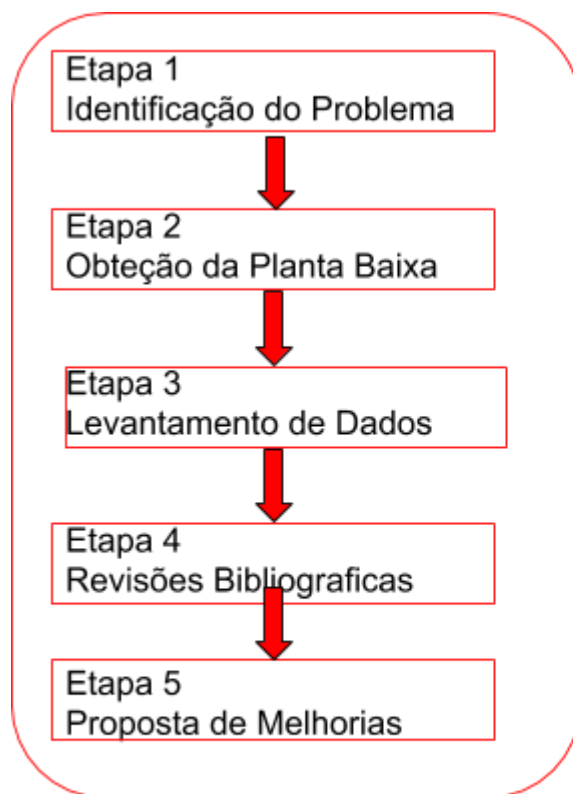 Etapa 1
Identificação do Problema
Etapa 2
Obteção da Planta Baixa
Etapa 3
Levantamento de Dados
Etapa 4
Revisões Bibliograficas
Etapa 5
Proposta de Melhorias